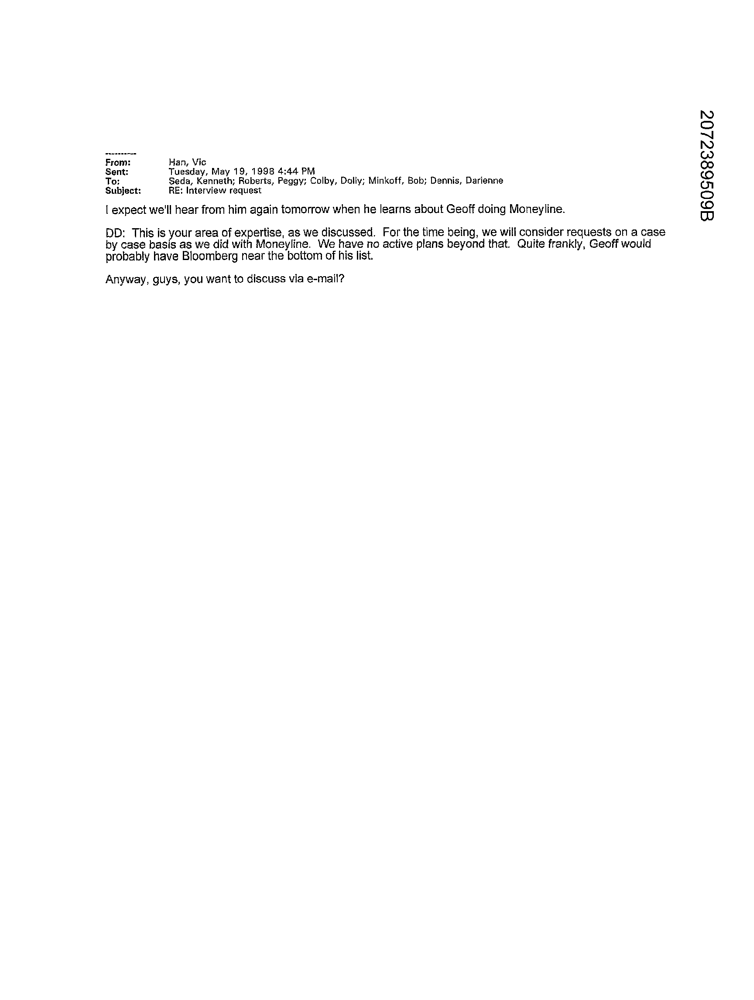 ----------
From: Han, Vic
Sent: Tuesday, May 19, 1998 4:44 PM
To: Seda, Kenneth; Roberts, Peggy; Colby, Dolly; Minkoff, Bob; Dennis, Darienne
Subject: RE: Interview request
I expect we'll hear from him again tomorrow when he learns about Geoff doing Moneyline.
DD: This is your area of expertise, as we discussed. For the time being, we will consider requests on a case
by case basis as we did with Moneyline. We have no active plans beyond that. Quite frankly, Geoff would
probably have Bloomberg near the bottom of his list.
Anyway, guys, you want to discuss via e-mail?
2072389509B